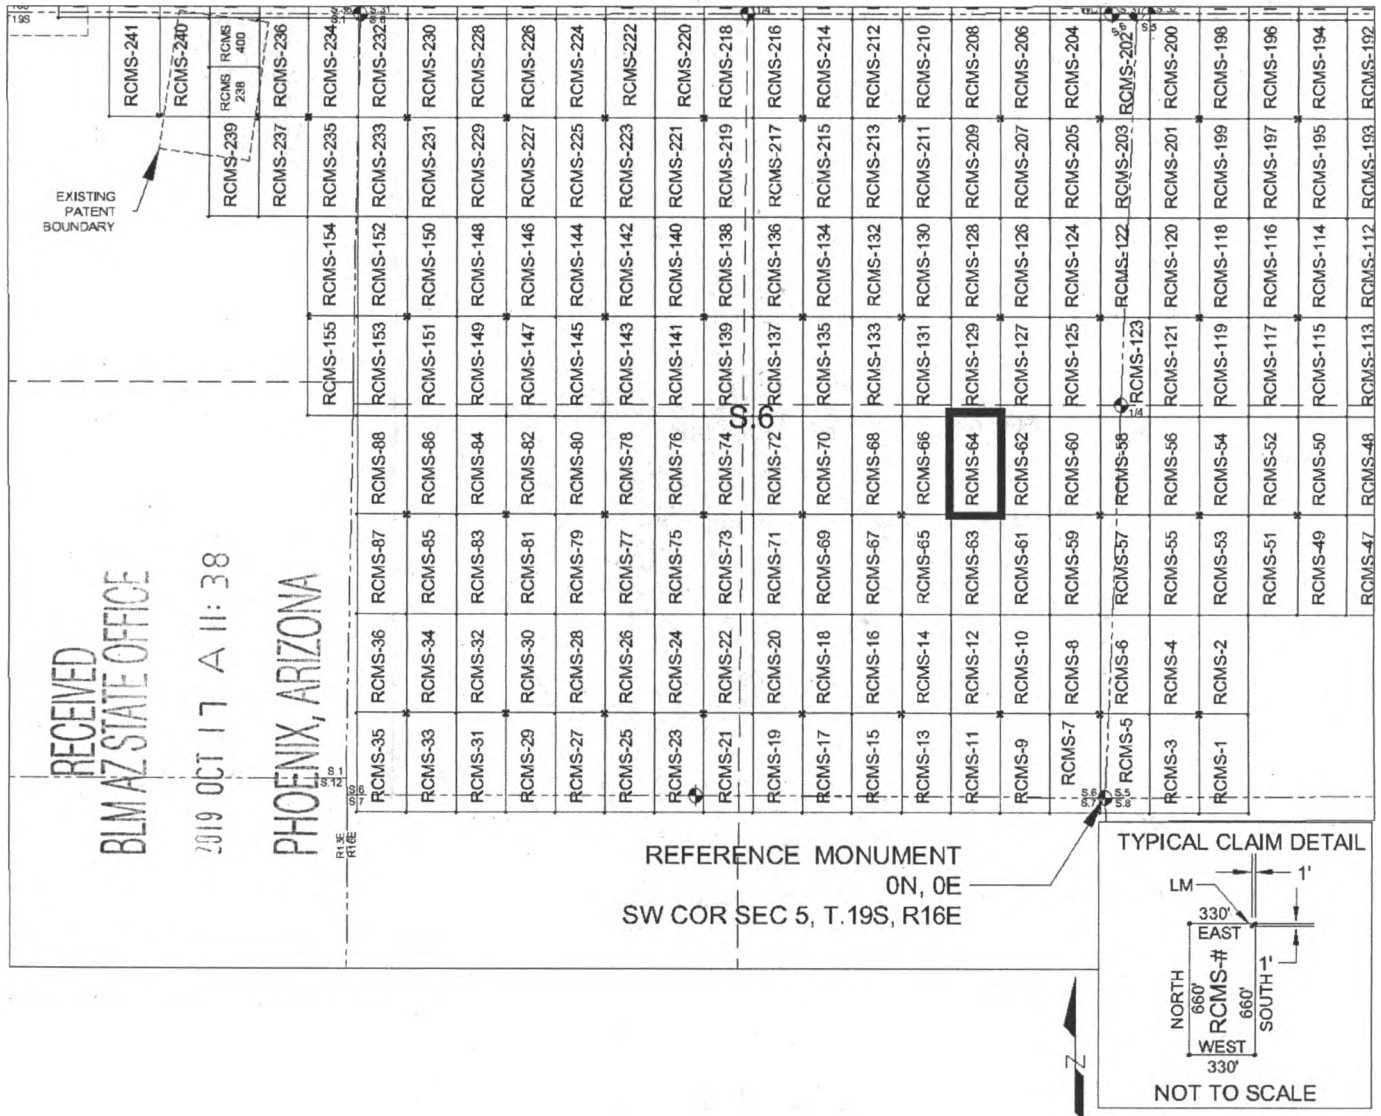 19S
S.1
S.31
S.6
1/4
S.31
S.32
S.6
S.5
RCMS-241
RCMS-240
RCMS
400
RCMS
238
RCMS-236
RCMS-234
RCMS-232
RCMS-230
RCMS-228
RCMS-226
RCMS-224
RCMS-222
RCMS-220
RCMS-218
RCMS-216
RCMS-214
RCMS-212
RCMS-210
RCMS-208
RCMS-206
RCMS-204
RCMS-202
RCMS-200
RCMS-198
RCMS-196
RCMS-194
RCMS-192
RCMS-239
RCMS-237
RCMS-235
RCMS-233
RCMS-231
RCMS-229
RCMS-227
RCMS-225
RCMS-223
RCMS-221
RCMS-219
RCMS-217
RCMS-215
RCMS-213
RCMS-211
RCMS-209
RCMS-207
RCMS-205
RCMS-203
RCMS-201
RCMS-199
RCMS-197
RCMS-195
RCMS-193
EXISTING
PATENT
BOUNDARY
RCMS-154
RCMS-152
RCMS-150
RCMS-148
RCMS-146
RCMS-144
RCMS-142
RCMS-140
RCMS-138
RCMS-136
RCMS-134
RCMS-132
RCMS-130
RCMS-128
RCMS-126
RCMS-124
RCMS-122
RCMS-120
RCMS-118
RCMS-116
RCMS-114
RCMS-112
RCMS-155
RCMS-153
RCMS-151
RCMS-149
RCMS-147
RCMS-145
RCMS-143
RCMS-141
RCMS-139
RCMS-137
RCMS-135
RCMS-133
RCMS-131
RCMS-129
RCMS-127
RCMS-125
RCMS-123
RCMS-121
RCMS-119
RCMS-117
RCMS-115
RCMS-113
S.6
1/4
RCMS-88
RCMS-86
RCMS-84
RCMS-82
RCMS-80
RCMS-78
RCMS-76
RCMS-74
RCMS-72
RCMS-70
RCMS-68
RCMS-66
RCMS-64
RCMS-62
RCMS-60
RCMS-58
RCMS-56
RCMS-54
RCMS-52
RCMS-50
RCMS-48
RCMS-87
RCMS-85
RCMS-83
RCMS-81
RCMS-79
RCMS-77
RCMS-75
RCMS-73
RCMS-71
RCMS-69
RCMS-67
RCMS-65
RCMS-63
RCMS-61
RCMS-59
RCMS-57
RCMS-55
RCMS-53
RCMS-51
RCMS-49
RCMS-47
RCMS-36
RCMS-34
RCMS-32
RCMS-30
RCMS-28
RCMS-26
RCMS-24
RCMS-22
RCMS-20
RCMS-18
RCMS-16
RCMS-14
RCMS-12
RCMS-10
RCMS-8
RCMS-6
RCMS-4
RCMS-2
RCMS-35
RCMS-33
RCMS-31
RCMS-29
RCMS-27
RCMS-25
RCMS-23
RCMS-21
RCMS-19
RCMS-17
RCMS-15
RCMS-13
RCMS-11
RCMS-9
RCMS-7
RCMS-5
RCMS-3
RCMS-1
RECEIVED
BLM AZ STATE OFFICE
2019 OCT 17 A 11: 38
PHOENIX, ARIZONA
S.1
S.12
S.6
S.7
R15E
R16E
S.6
S.5
S.7
S.8
REFERENCE MONUMENT
0N, 0E
SW COR SEC 5, T.19S, R16E
TYPICAL CLAIM DETAIL
1'
LM
330'
EAST
NORTH
660'
RCMS-#
660'
SOUTH
1'
WEST
330'
NOT TO SCALE
N